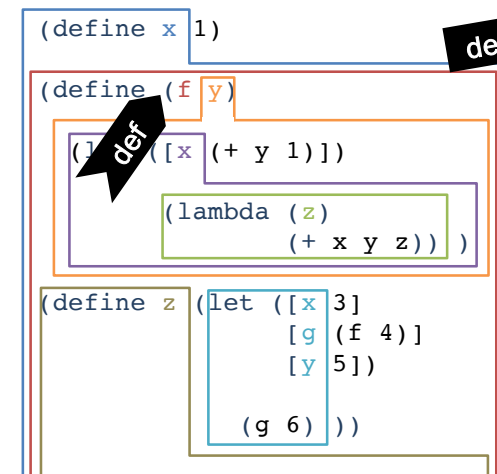 (define x 1)
de
(define (f y)
def
([x (+ y 1)])
(lambda (z)
(+ x y z)) )
(define z (let ([x 3]
[g (f 4)]
[y 5])
(g 6) ))